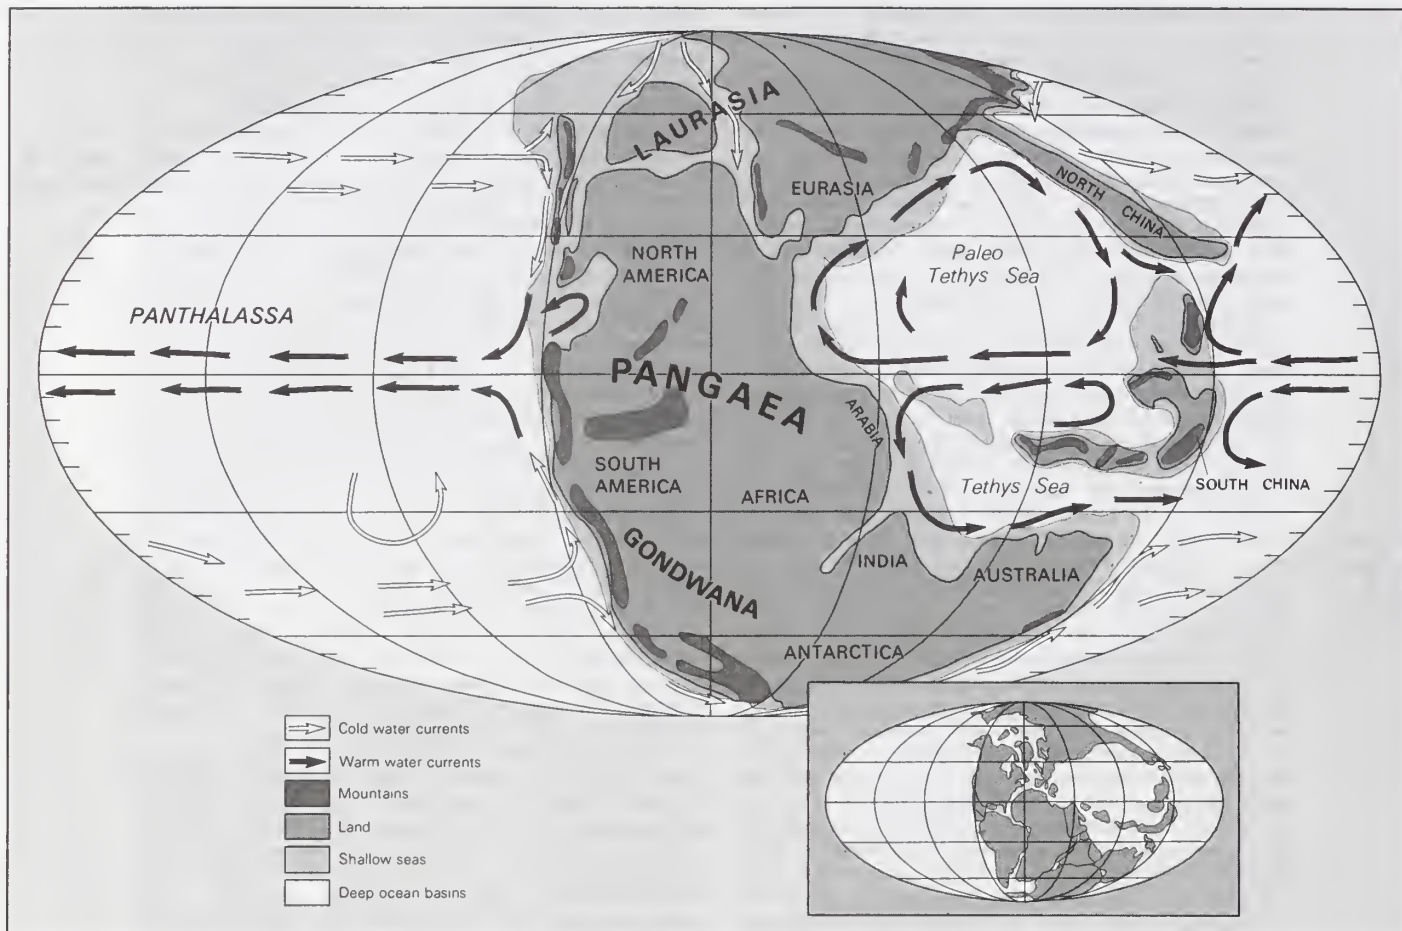 LAURASIA
EURASIA
NORTH CHINA
NORTH
AMERICA
Paleo
Tethys Sea
PANTHALASSA
PANGAEA
ARABIA
SOUTH
AMERICA
AFRICA
Tethys Sea
SOUTH CHINA
GONDWANA
INDIA
AUSTRALIA
ANTARCTICA
Cold water currents
Warm water currents
Mountains
Land
Shallow seas
Deep ocean basins